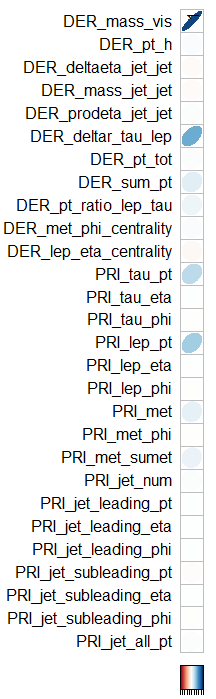 DER_mass_vis
DER_pt_h
DER_deltaeta_jet_jet
DER_mass_jet_jet
DER_prodeta_jet_jet
DER_deltar_tau_lep
DER_pt_tot
DER_sum_pt
DER_pt_ratio_lep_tau
DER_met_phi_centrality
DER_lep_eta_centrality
PRI_tau_pt
PRI_tau_eta
PRI_tau_phi
PRI_lep_pt
PRI_lep_eta
PRI_lep_phi
PRI_met
PRI_met_phi
PRI_met_sumet
PRI_jet_num
PRI_jet_leading_pt
PRI_jet_leading_eta
PRI_jet_leading_phi
PRI_jet_subleading_pt
PRI_jet_subleading_eta
PRI_jet_subleading_phi
PRI_jet_all_pt